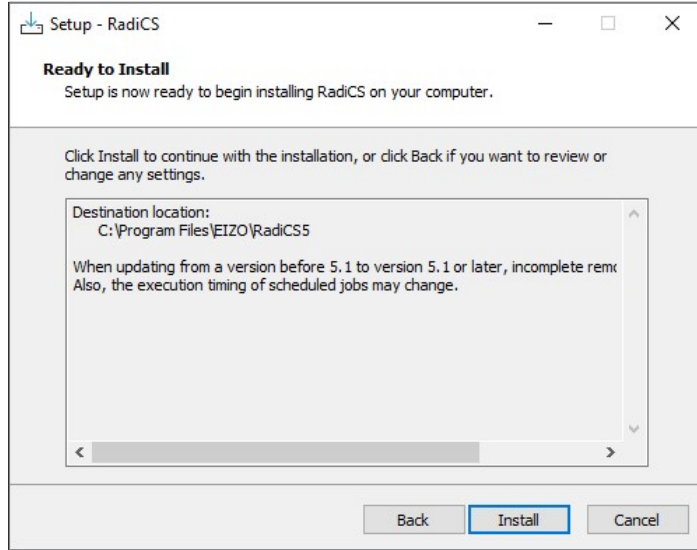 Setup - RadiCS
Ready to Install
Setup is now ready to begin installing RadiCS on your computer.
Click Install to continue with the installation, or click Back if you want to review or
change any settings.
Destination location:
C:\Program Files\EIZO\RadiCS5
When updating from a version before 5.1 to version 5.1 or later, incomplete
Also, the execution timing of scheduled jobs may change.
Back
Install
Cancel